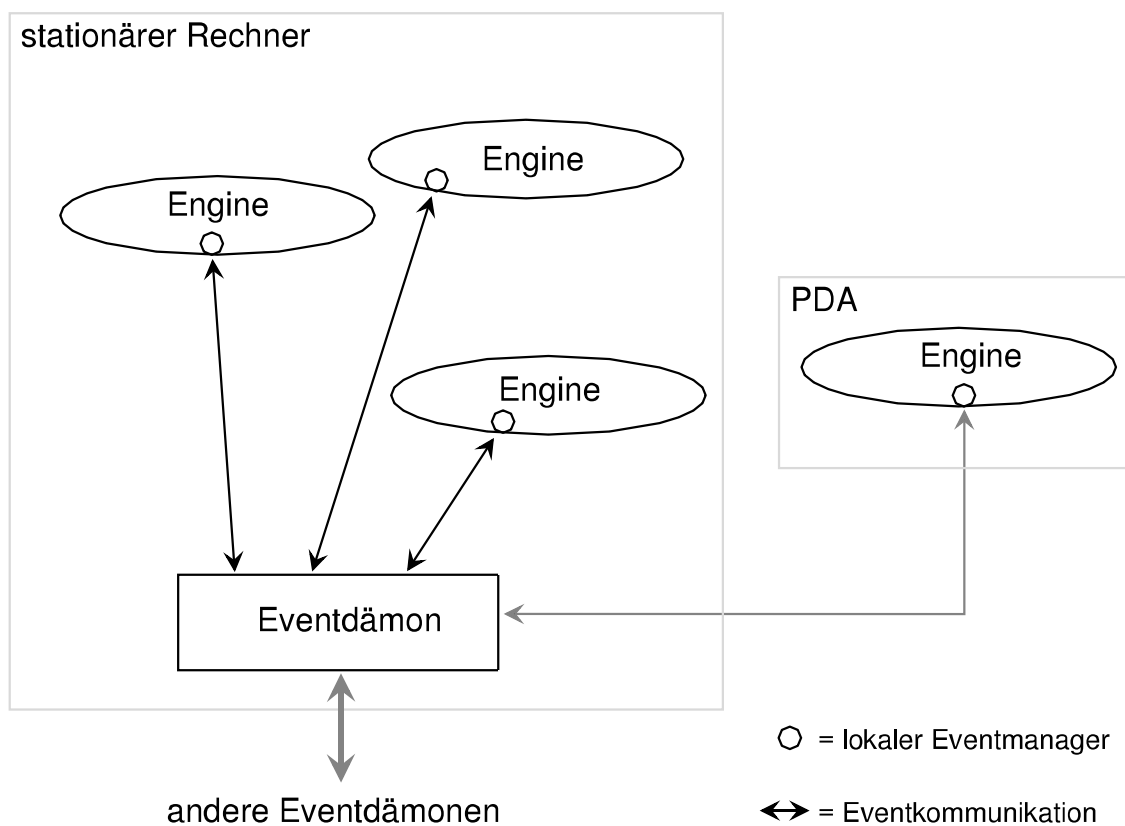 stationärer Rechner
Engine
Engine
PDA
Engine
Engine
Eventdämon
= lokaler Eventmanager
andere Eventdämonen
= Eventkommunikation